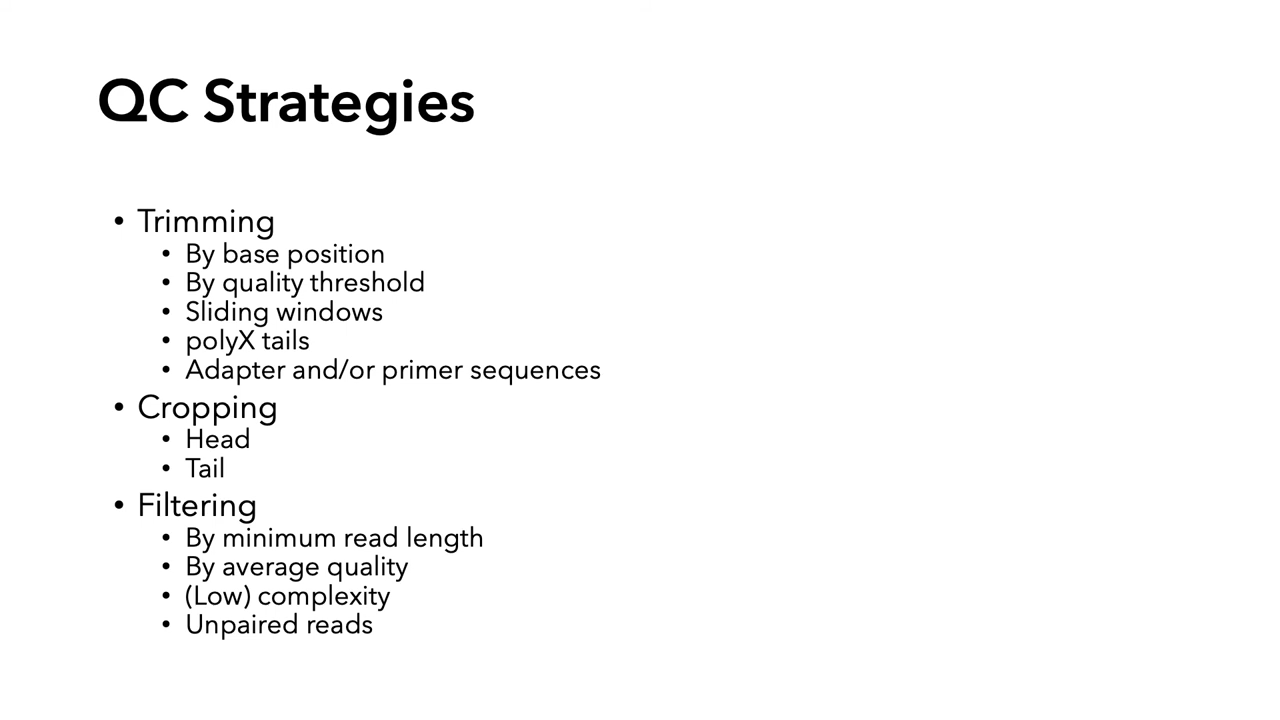 QC Strategies
• Trimming
• By base position
• By quality threshold
• Sliding windows
• polyX tails
• Adapter and/or primer sequences
• Cropping
• Head
• Tail
• Filtering
• By minimum read length
• By average quality
• (Low) complexity
• Unpaired reads